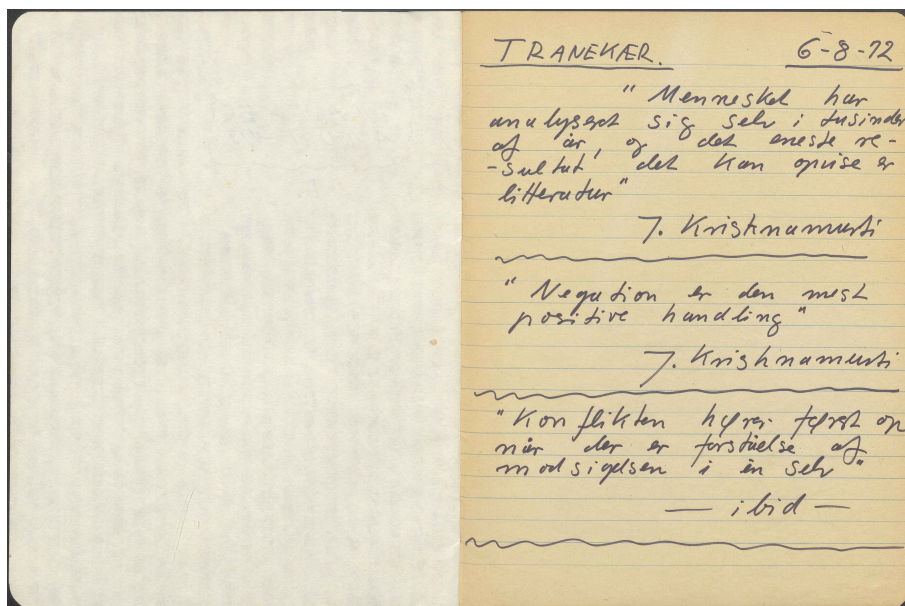 TRANEKÆR. 6-8-72
" Mennesket har
analyseret sig selv i tusinder
af år, og det eneste re-
-sultat det kan opvise er
litteratur"
J. Krishnamurti
" Negation er den mest
positive handling"
J. Krishnamurti
"Konflikten hører først op
når der er forståelse af
modsigelsen i én selv"
— ibid —